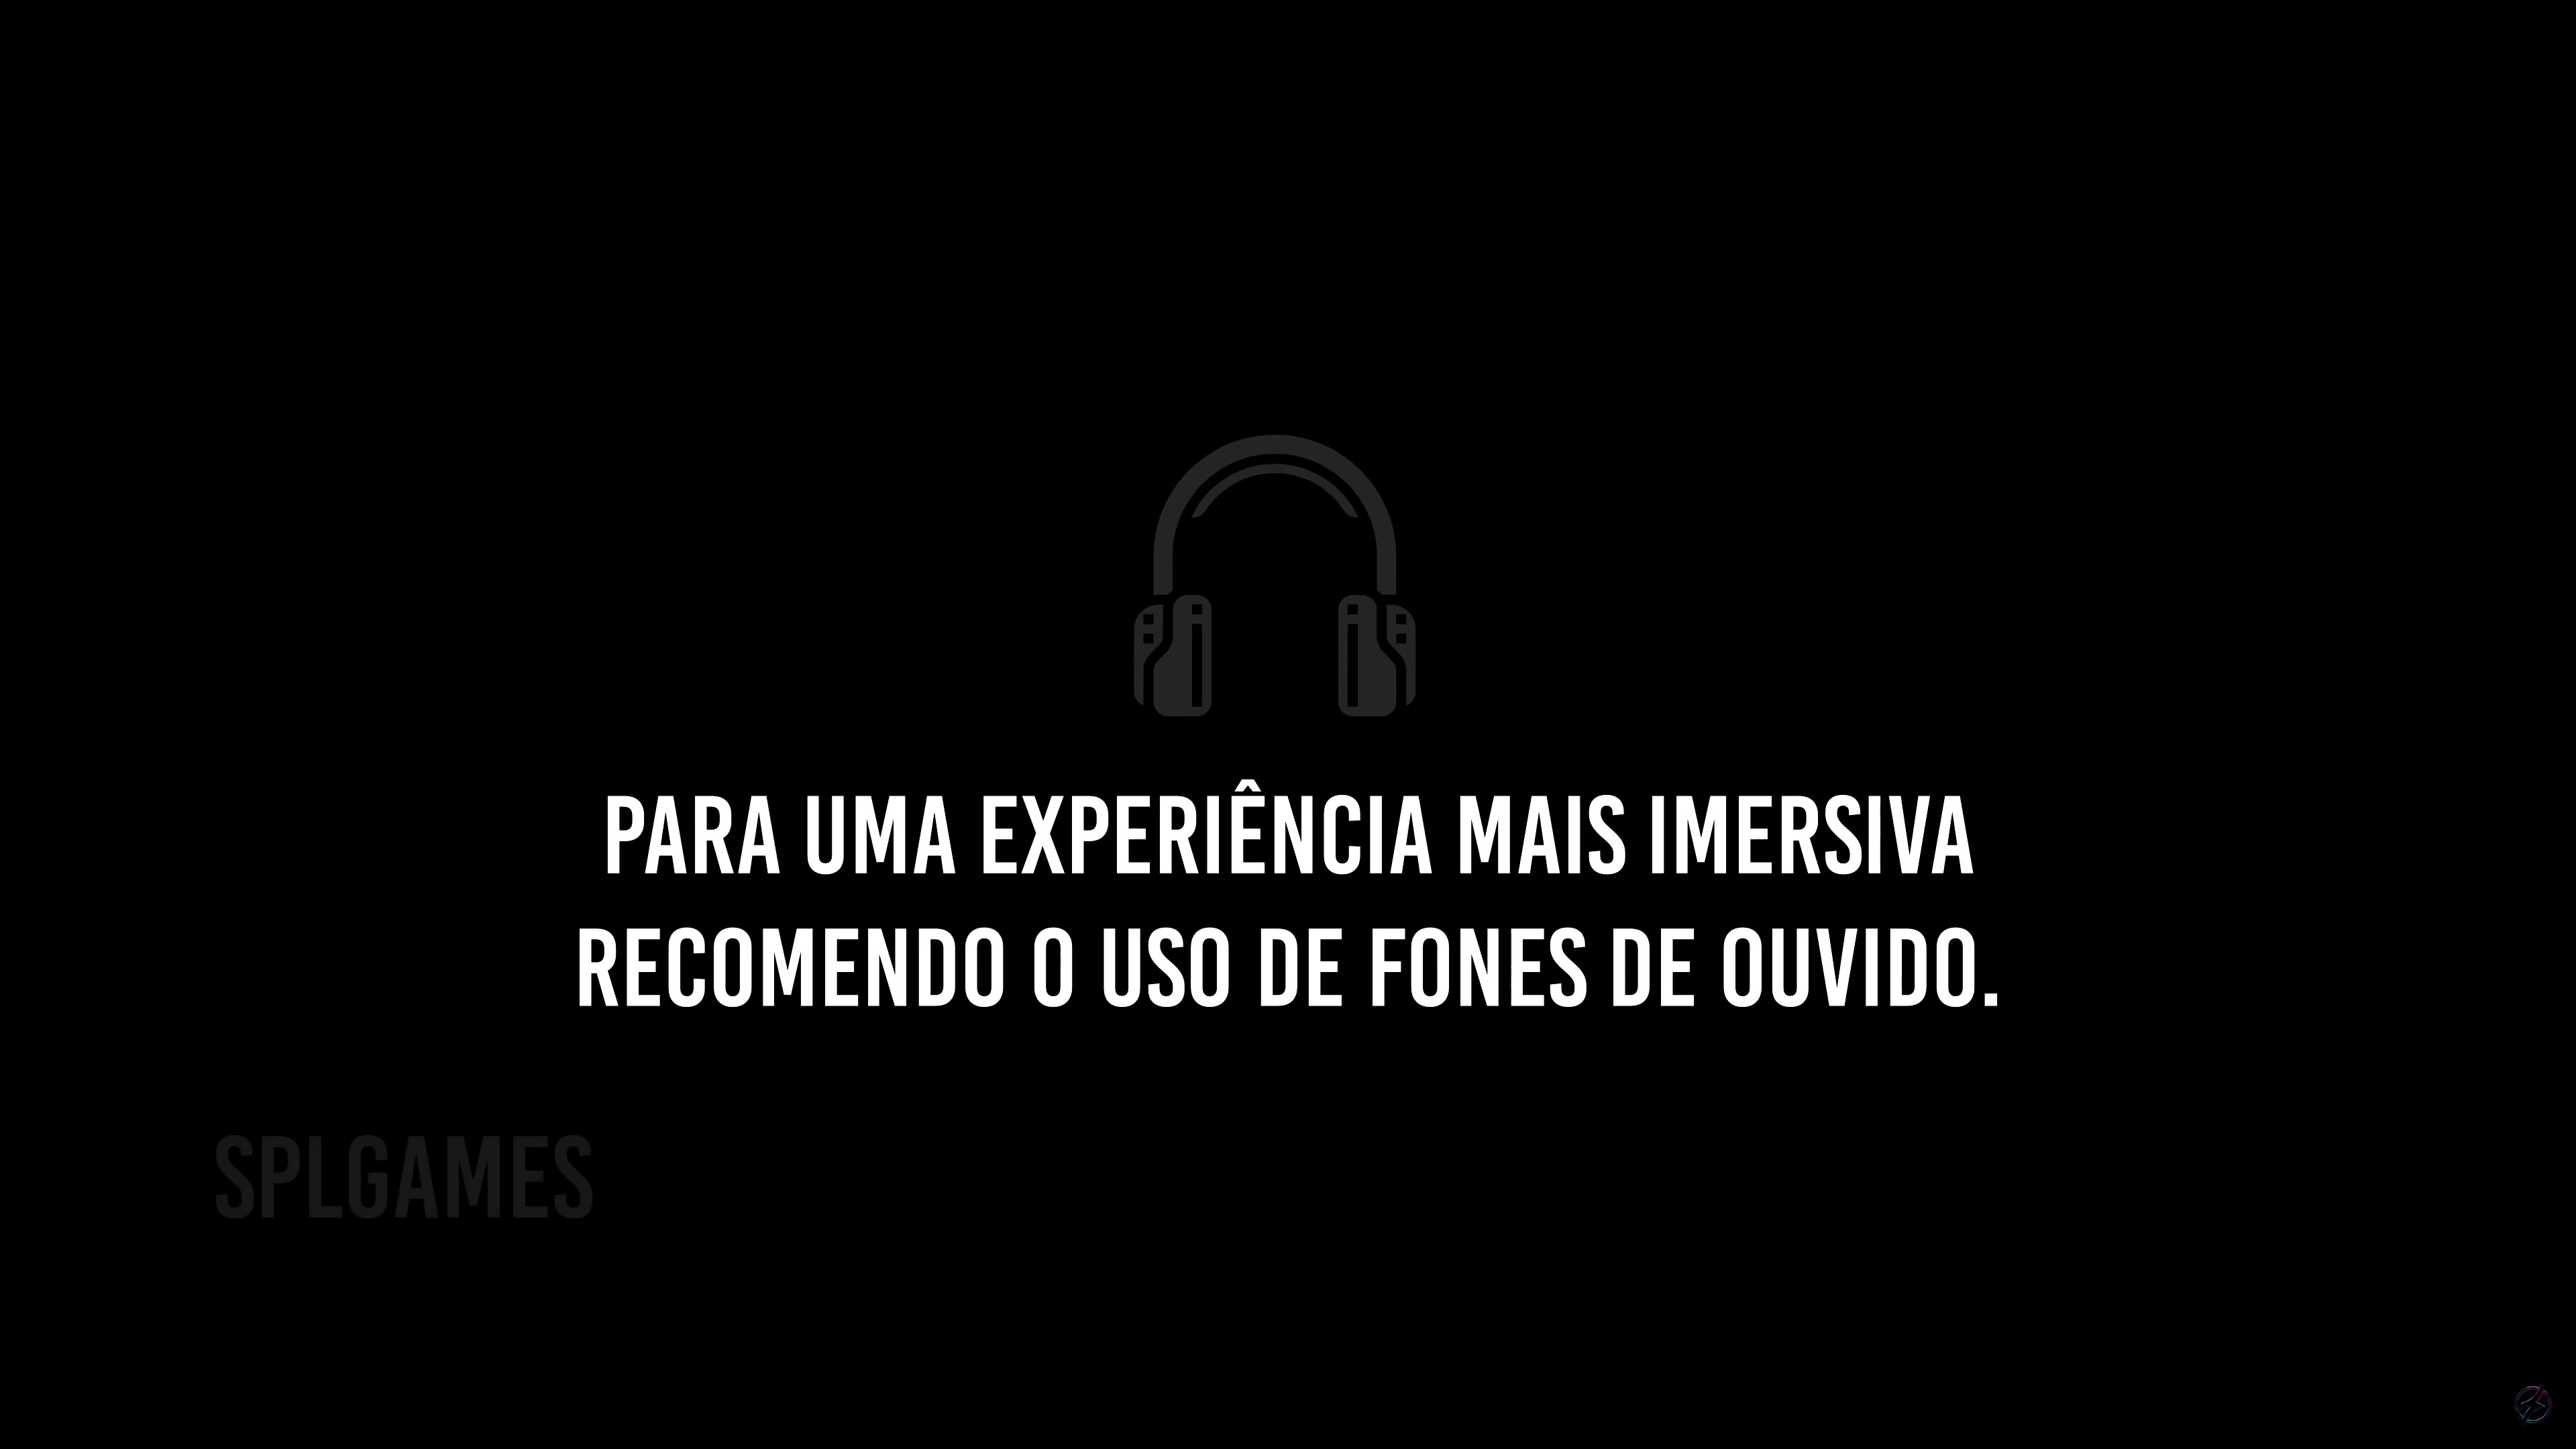 PARA UMA EXPERIÊNCIA MAIS IMERSIVA
RECOMENDO O USO DE FONES DE OUVIDO.
SPLGAMES